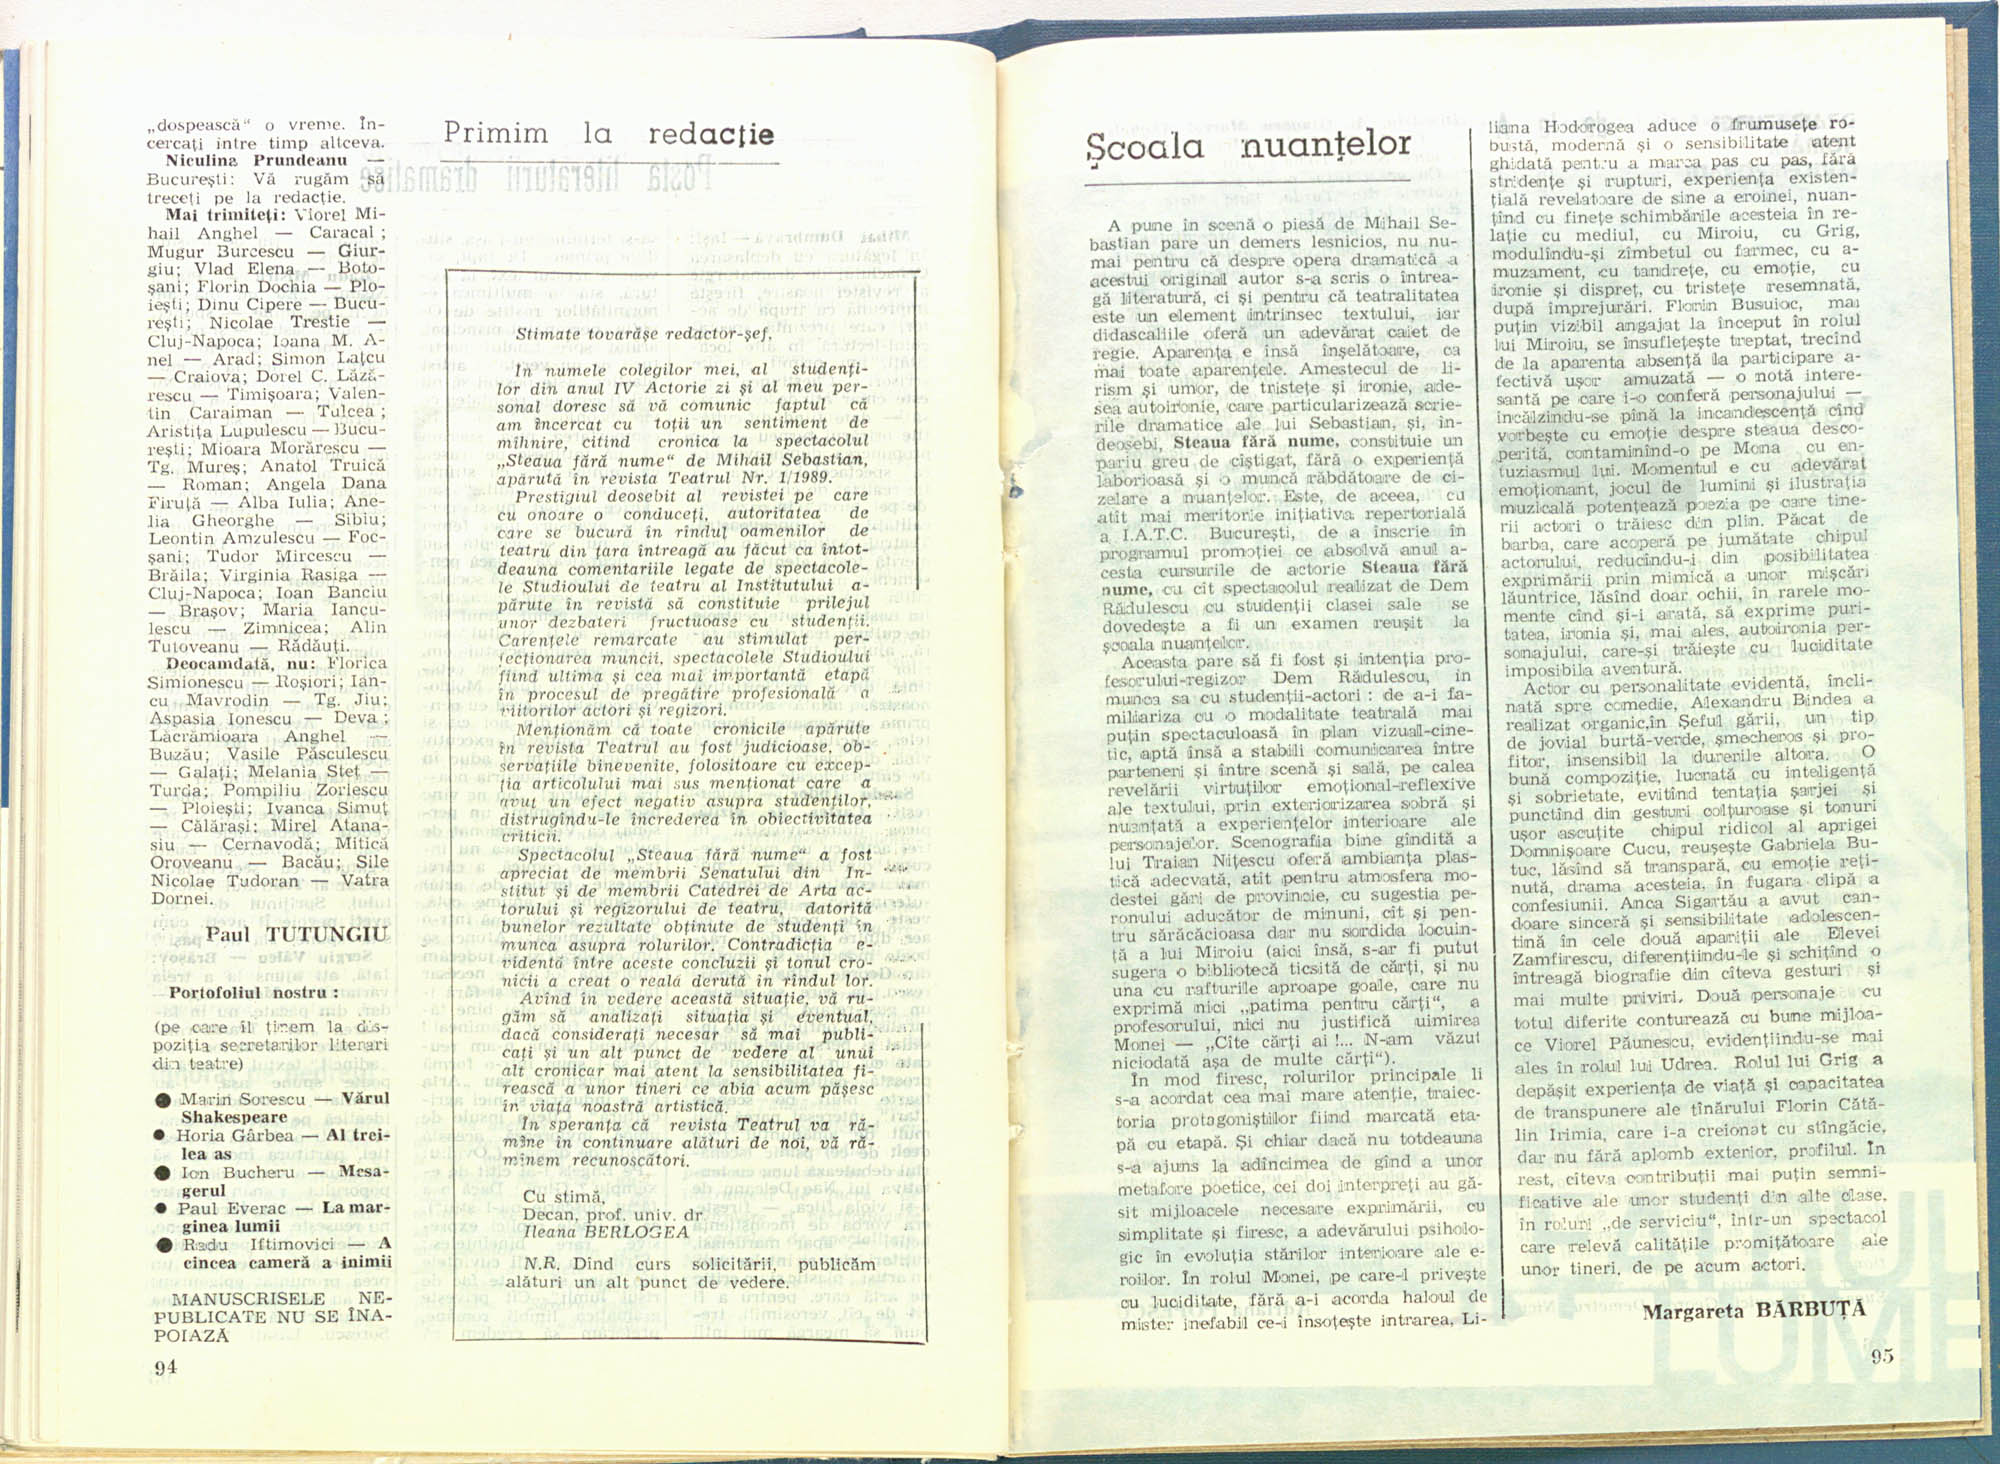 „dospească“ o vreme. În-
cercați intre timp altceva.
Niculina Prundeanu —
București: Vă rugăm să
treceți pe la redacție.
Mai trimiteți: Viorel Mi-
hail Anghel — Caracal ;
Mugur Burcescu — Giur-
giu; Vlad Elena — Boto-
șani; Florin Dochia — Plo-
iești; Dinu Cipere — Bucu-
rești; Nicolae Trestie —
Cluj-Napoca; Ioana M. A-
nel — Arad; Simon Lațcu
— Craiova; Dorel C. Lăză-
rescu — Timișoara; Valen-
tin Caraiman — Tulcea ;
Aristița Lupulescu — Bucu-
rești; Mioara Morărescu —
Tg. Mureș; Anatol Truică
— Roman; Angela Dana
Firuță — Alba Iulia; Ane-
lia Gheorghe — Sibiu;
Leontin Amzulescu — Foc-
șani; Tudor Mircescu —
Brăila; Virginia Rasiga —
Cluj-Napoca; Ioan Banciu
— Brașov; Maria Iancu-
lescu — Zimnicea; Alin
Tutoveanu — Rădăuți.
Deocamdată, nu: Florica
Simionescu — Roșiori; Ian-
cu Mavrodin — Tg. Jiu;
Aspasia Ionescu — Deva ;
Lăcrămioara Anghel —
Buzău; Vasile Păsculescu
— Galați; Melania Steț —
Turda; Pompiliu Zorlescu
— Ploiești; Ivanca Simuț
— Călărași; Mirel Atana-
siu — Cernavodă; Mitică
Oroveanu — Bacău; Sile
Nicolae Tudoran — Vatra
Dornei.
Paul TUTUNGIU
Portofoliul nostru :
(pe care îl ținem la dis-
poziția secretarilor literari
din teatre)
● Marin Sorescu — Vărul
Shakespeare
● Horia Gârbea — Al trei-
lea as
● Ion Bucheru — Mesa-
gerul
● Paul Everac — La mar-
ginea lumii
● Radu Iftimovici — A
cincea cameră a inimii
MANUSCRISELE NE-
PUBLICATE NU SE ÎNA-
POIAZĂ
94
Primim la redacție
Stimate tovarășe redactor-șef,
In numele colegilor mei, al studenți-
lor din anul IV Actorie zi și al meu per-
sonal doresc să vă comunic faptul că
am încercat cu toții un sentiment de
mîhnire, citind cronica la spectacolul
„Steaua fără nume“ de Mihail Sebastian,
apărută în revista Teatrul Nr. 1/1989.
Prestigiul deosebit al revistei pe care
cu onoare o conduceți, autoritatea de
care se bucură în rîndul oamenilor de
teatru din țara întreagă au făcut ca întot-
deauna comentariile legate de spectacole-
le Studioului de teatru al Institutului a-
părute în revistă să constituie prilejul
unor dezbateri fructuoase cu studenții.
Carențele remarcate au stimulat per-
fecționarea muncii, spectacolele Studioului
fiind ultima și cea mai importantă etapă
în procesul de pregătire profesională a
viitorilor actori și regizori.
Menționăm că toate cronicile apărute
în revista Teatrul au fost judicioase, ob-
servațiile binevenite, folositoare cu excep-
ția articolului mai sus menționat care a
avut un efect negativ asupra studenților,
distrugîndu-le încrederea în obiectivitatea
criticii.
Spectacolul „Steaua fără nume“ a fost
apreciat de membrii Senatului din In-
stitut și de membrii Catedrei de Arta ac-
torului și regizorului de teatru, datorită
bunelor rezultate obținute de studenți în
munca asupra rolurilor. Contradicția e-
videntă între aceste concluzii și tonul cro-
nicii a creat o reală derută în rîndul lor.
Avînd în vedere această situație, vă ru-
găm să analizați situația și eventual,
dacă considerați necesar să mai publi-
cați și un alt punct de vedere al unui
alt cronicar mai atent la sensibilitatea fi-
rească a unor tineri ce abia acum pășesc
în viața noastră artistică.
In speranța că revista Teatrul va ră-
mîne în continuare alături de noi, vă ră-
mînem recunoscători.
Cu stimă,
Decan, prof. univ. dr.
Ileana BERLOGEA
N.R. Dînd curs solicitării, publicăm
alături un alt punct de vedere.
Școala nuanțelor
A pune în scenă o piesă de Mihail Se-
bastian pare un demers lesnicios, nu nu-
mai pentru că despre opera dramatică a
acestui original autor s-a scris o întrea-
gă literatură, ci și pentru că teatralitatea
este un element intrinsec textului, iar
didascaliile oferă un adevărat caiet de
regie. Aparența e însă înșelătoare, ca
mai toate aparențele. Amestecul de li-
rism și umor, de tristețe și ironie, ade-
sea autoironie, care particularizează scrie-
rile dramatice ale lui Sebastian, și, în-
deosebi, Steaua fără nume, constituie un
pariu greu de cîștigat, fără o experiență
laborioasă și o muncă răbdătoare de ci-
zelare a nuanțelor. Este, de aceea, cu
atît mai meritorie inițiativa repertorială
a I.A.T.C. București, de a înscrie în
programul promoției ce absolvă anul a-
cesta cursurile de actorie Steaua fără
nume, cu cît spectacolul realizat de Dem
Rădulescu cu studenții clasei sale se
dovedește a fi un examen reușit la
școala nuanțelor.
Aceasta pare să fi fost și intenția pro-
fesorului-regizor Dem Rădulescu, în
munca sa cu studenții-actori : de a-i fa-
miliariza cu o modalitate teatrală mai
puțin spectaculoasă în plan vizual-cine-
tic, aptă însă a stabili comunicarea între
parteneri și între scenă și sală, pe calea
revelării virtuților emoțional-reflexive
ale textului, prin exteriorizarea sobră și
nuanțată a experiențelor interioare ale
personajelor. Scenografia bine gîndită a
lui Traian Nițescu oferă ambianța plas-
tică adecvată, atît pentru atmosfera mo-
destei gări de provincie, cu sugestia pe-
ronului aducător de minuni, cît și pen-
tru sărăcăcioasa dar nu sordida locuin-
ță a lui Miroiu (aici însă, s-ar fi putut
sugera o bibliotecă ticsită de cărți, și nu
una cu rafturile aproape goale, care nu
exprimă nici „patima pentru cărți“, a
profesorului, nici nu justifică uimirea
Monei — „Cîte cărți ai !... N-am văzut
niciodată așa de multe cărți“).
In mod firesc, rolurilor principale li
s-a acordat cea mai mare atenție, traiec-
toria protagoniștilor fiind marcată eta-
pă cu etapă. Și chiar dacă nu totdeauna
s-a ajuns la adîncimea de gînd a unor
metafore poetice, cei doi interpreți au gă-
sit mijloacele necesare exprimării, cu
simplitate și firesc, a adevărului psiholo-
gic în evoluția stărilor interioare ale e-
roilor. In rolul Monei, pe care-l privește
cu luciditate, fără a-i acorda haloul de
mister inefabil ce-i însoțește intrarea, Li-
liana Hodorogea aduce o frumusețe ro-
bustă, modernă și o sensibilitate atent
ghidată pentru a marca pas cu pas, fără
stridențe și rupturi, experiența existen-
țială revelatoare de sine a eroinei, nuan-
țînd cu finețe schimbările acesteia în re-
lație cu mediul, cu Miroiu, cu Grig,
modulîndu-și zîmbetul cu farmec, cu a-
muzament, cu tandrețe, cu emoție, cu
ironie și dispreț, cu tristețe resemnată,
după împrejurări. Florin Busuioc, mai
puțin vizibil angajat la început în rolul
lui Miroiu, se însuflețește treptat, trecînd
de la aparenta absență la participare a-
fectivă ușor amuzată — o notă intere-
santă pe care i-o conferă personajului —
încălzindu-se pînă la incandescență cînd
vorbește cu emoție despre steaua desco-
perită, contaminînd-o pe Mona cu en-
tuziasmul lui. Momentul e cu adevărat
emoționant, jocul de lumini și ilustrația
muzicală potențează poezia pe care tine-
rii actori o trăiesc din plin. Păcat de
barba, care acoperă pe jumătate chipul
actorului, reducîndu-i din posibilitatea
exprimării prin mimică a unor mișcări
lăuntrice, lăsînd doar ochii, în rarele mo-
mente cînd și-i arată, să exprime puri-
tatea, ironia și, mai ales, autoironia per-
sonajului, care-și trăiește cu luciditate
imposibila aventură.
Actor cu personalitate evidentă, încli-
nată spre comedie, Alexandru Bindea a
realizat organic,în Șeful gării, un tip
de jovial burtă-verde, șmecheros și pro-
fitor, insensibil la durerile altora. O
bună compoziție, lucrată cu inteligență
și sobrietate, evitînd tentația șarjei și
punctînd din gesturi colțuroase și tonuri
ușor ascuțite chipul ridicol al aprigei
Domnișoare Cucu, reușește Gabriela Bu-
tuc, lăsînd să transpară, cu emoție reți-
nută, drama acesteia, în fugara clipă a
confesiunii. Anca Sigartău a avut can-
doare sinceră și sensibilitate adolescen-
tină în cele două apariții ale Elevei
Zamfirescu, diferențiindu-le și schițînd o
întreagă biografie din cîteva gesturi și
mai multe priviri. Două personaje cu
totul diferite conturează cu bune mijloa-
ce Viorel Păunescu, evidențiindu-se mai
ales în rolul lui Udrea. Rolul lui Grig a
depășit experiența de viață și capacitatea
de transpunere ale tînărului Florin Cătă-
lin Irimia, care i-a creionat cu stîngăcie,
dar nu fără aplomb exterior, profilul. În
rest, cîteva contribuții mai puțin semni-
ficative ale unor studenți din alte clase,
în roluri „de serviciu“, într-un spectacol
care relevă calitățile promițătoare ale
unor tineri, de pe acum actori.
Margareta BĂRBUȚĂ
95